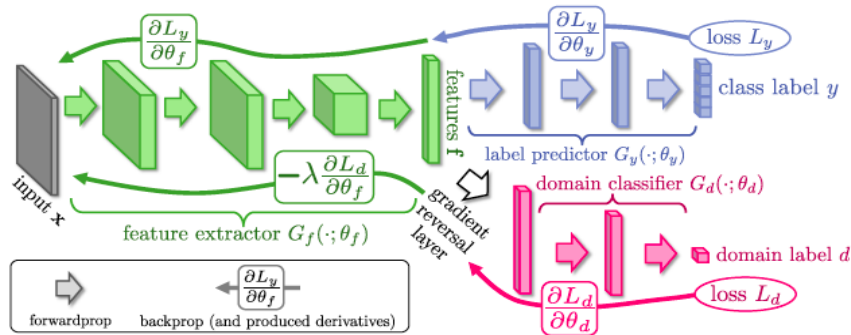 ∂L_y/∂θ_f
∂L_y/∂θ_y
loss L_y
features f
class label y
label predictor G_y(·; θ_y)
−λ ∂L_d/∂θ_f
input x
feature extractor G_f(·; θ_f)
gradient
reversal
layer
domain classifier G_d(·; θ_d)
domain label d
∂L_d/∂θ_d
loss L_d
forwardprop
∂L_y/∂θ_f
backprop (and produced derivatives)